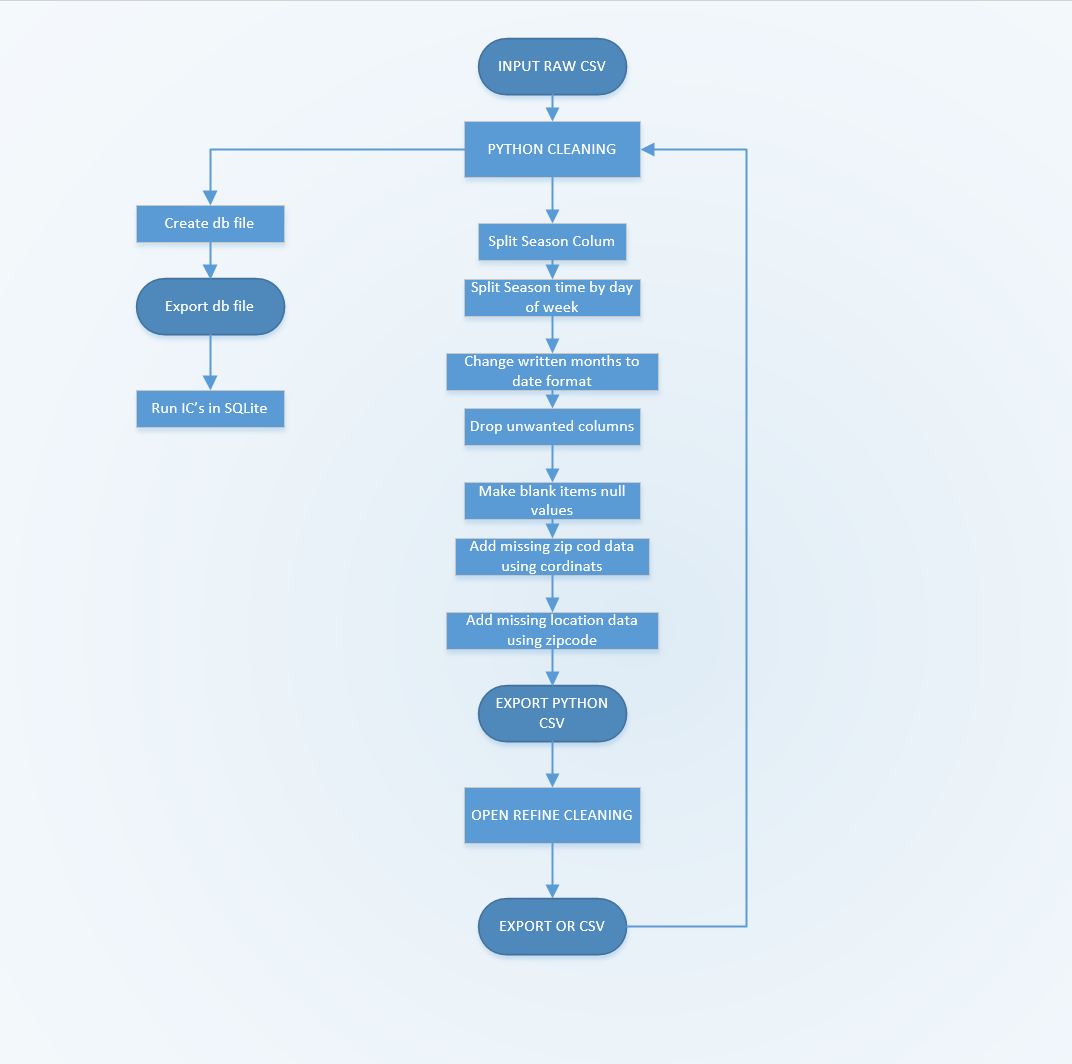 INPUT RAW CSV
PYTHON CLEANING
Create db file
Export db file
Run IC's in SQLite
Split Season Colum
Split Season time by day
of week
Change written months to
date format
Drop unwanted columns
Make blank items null
values
Add missing zip cod data
using cordinats
Add missing location data
using zipcode
EXPORT PYTHON
CSV
OPEN REFINE CLEANING
EXPORT OR CSV